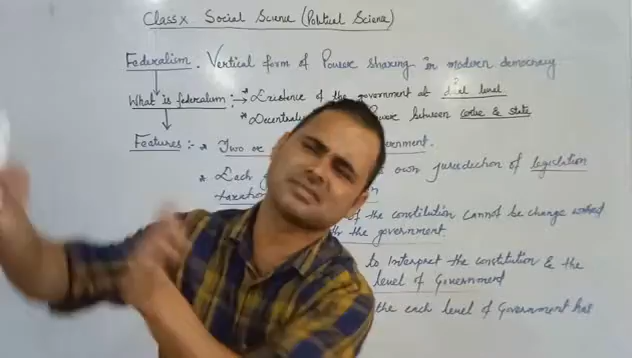 Class X Social Science (Political Science)
Federalism. Vertical form of Power sharing in modern democracy
What is federalism:→ * Existence of the government at dual level
* between centre & state
Features :- * Two or
* Each own jurisdiction of legislation
taxation
of the constitution cannot be change
the government.
to Interpret the constitution & the
level of Government
the each level of Government has